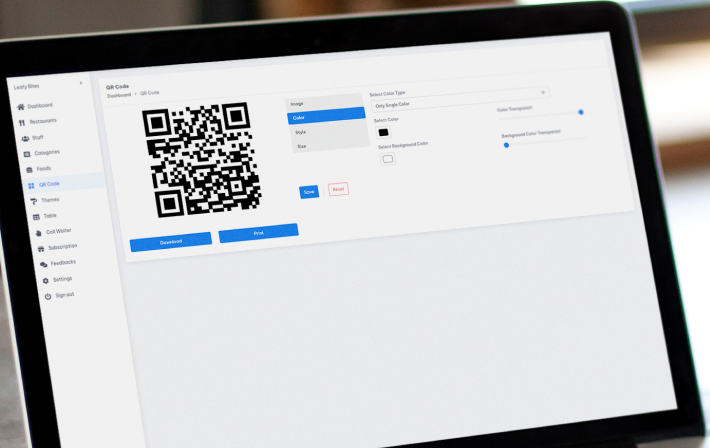 Leafy Bites
Dashboard
Restaurants
Staff
Categories
Foods
QR Code
Themes
Table
Call Waiter
Subscription
Feedbacks
Settings
Sign out
QR Code
Dashboard > QR Code
Download
Print
Image
Color
Style
Size
Save
Reset
Select Color Type
Only Single Color
Select Color
Color Transparent
Select Background Color
Background Color Transparent